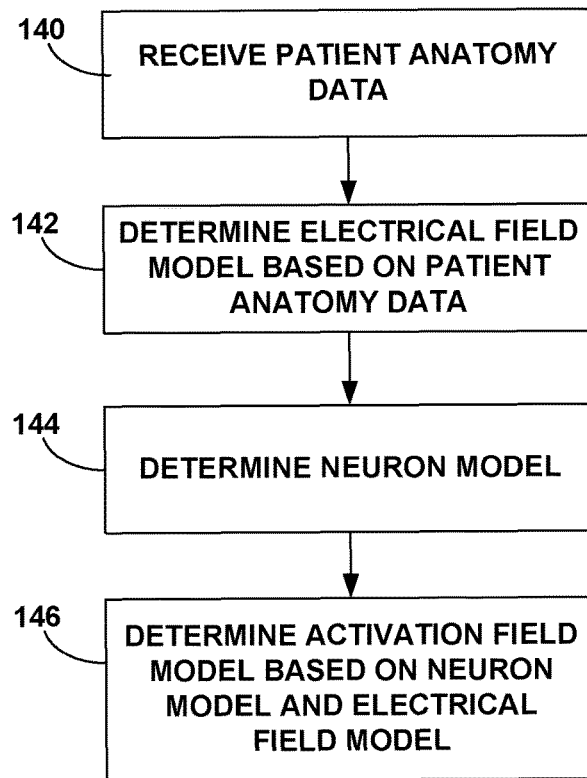 140
RECEIVE PATIENT ANATOMY
DATA
142
DETERMINE ELECTRICAL FIELD
MODEL BASED ON PATIENT
ANATOMY DATA
144
DETERMINE NEURON MODEL
146
DETERMINE ACTIVATION FIELD
MODEL BASED ON NEURON
MODEL AND ELECTRICAL
FIELD MODEL